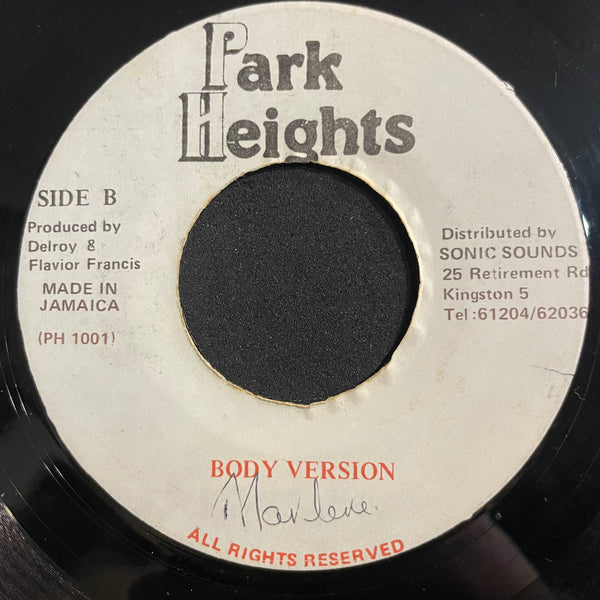 Park
Heights
SIDE B
Produced by
Delroy &
Flavior Francis
MADE IN
JAMAICA
(PH 1001)
Distributed by
SONIC SOUNDS
25 Retirement Rd
Kingston 5
Tel:61204/62036
BODY VERSION
Marlene.
ALL RIGHTS RESERVED